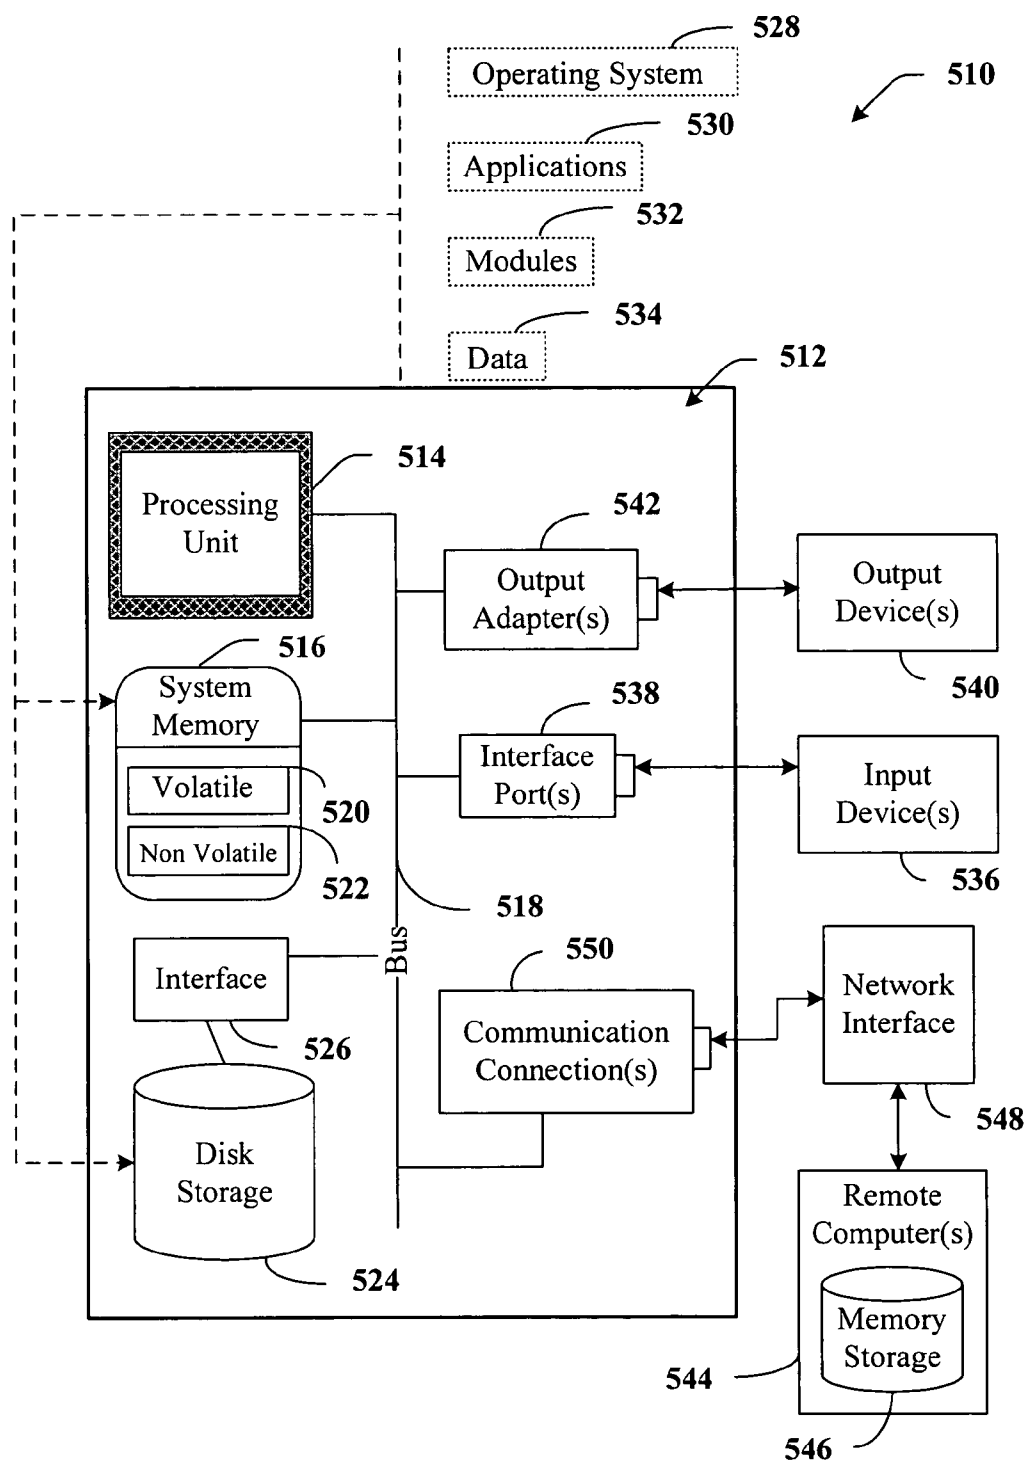 528
Operating System
510
530
Applications
532
Modules
534
Data
512
514
Processing
Unit
542
Output
Adapter(s)
Output
Device(s)
540
516
System
Memory
538
Interface
Port(s)
Input
Device(s)
536
Volatile
520
Non Volatile
522
518
Bus
550
Interface
526
Communication
Connection(s)
Network
Interface
548
Disk
Storage
524
Remote
Computer(s)
Memory
Storage
544
546